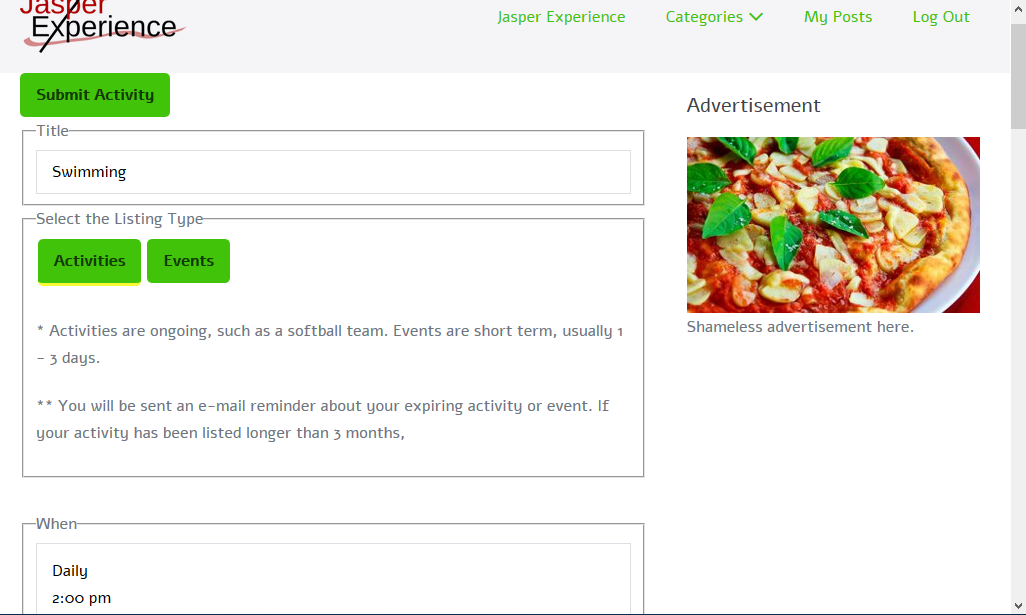 Jasper
Experience
Jasper Experience
Categories
My Posts
Log Out
Submit Activity
Title
Swimming
Select the Listing Type
Activities
Events
* Activities are ongoing, such as a softball team. Events are short term, usually 1
– 3 days.
** You will be sent an e-mail reminder about your expiring activity or event. If
your activity has been listed longer than 3 months,
When
Daily
2:00 pm
Advertisement
Shameless advertisement here.